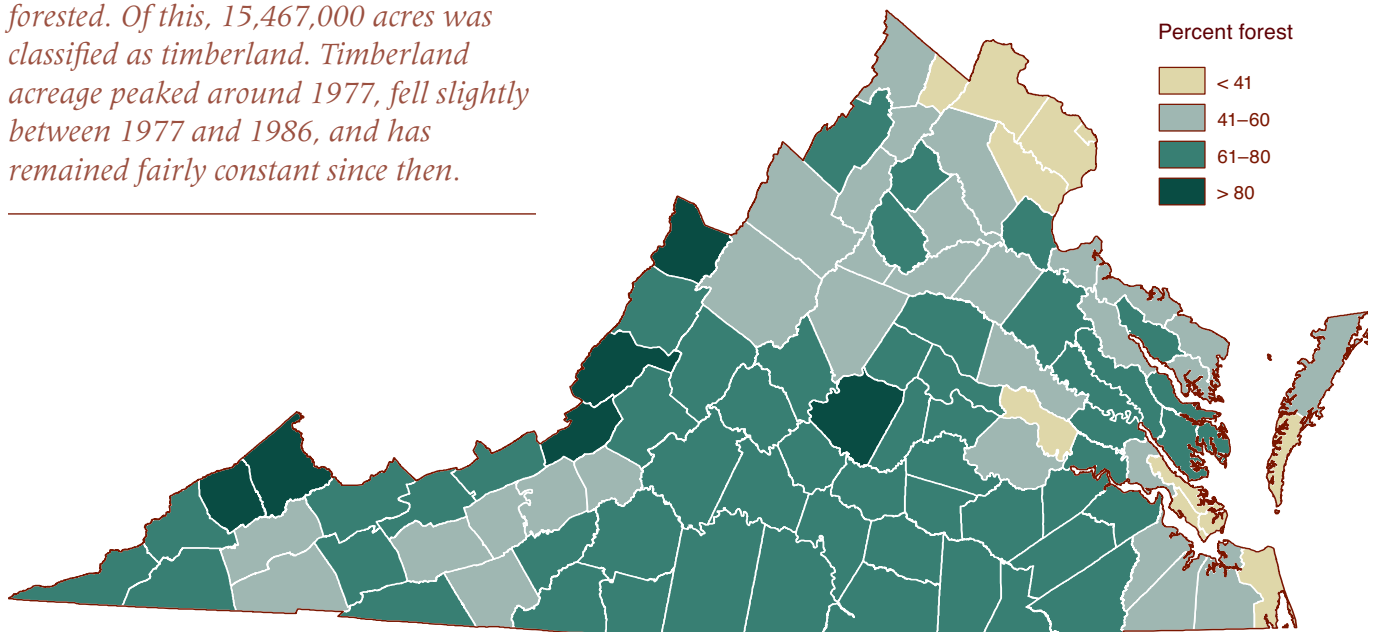 forested. Of this, 15,467,000 acres was
classified as timberland. Timberland
acreage peaked around 1977, fell slightly
between 1977 and 1986, and has
remained fairly constant since then.
Percent forest
< 41
41–60
61–80
> 80